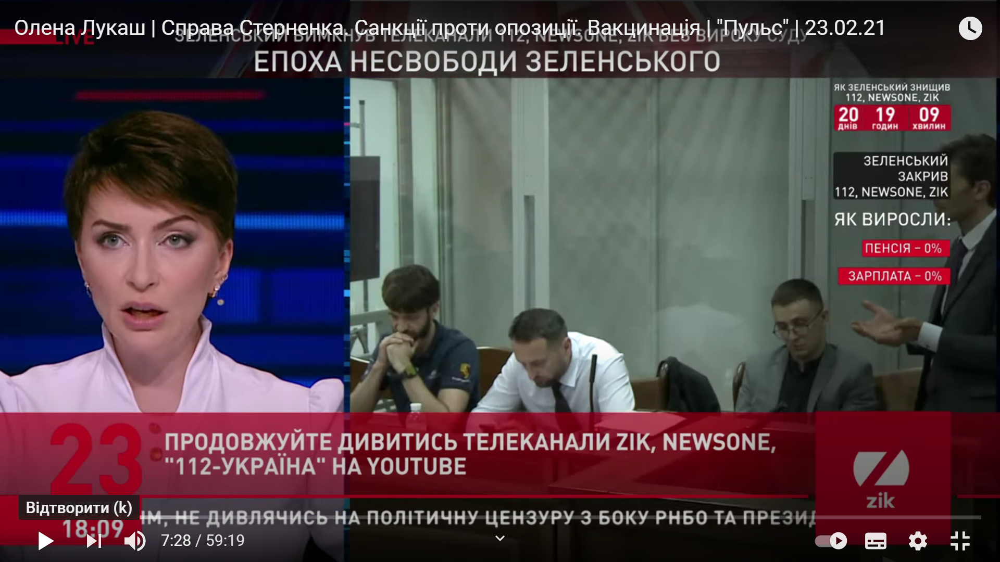 Олена Лукаш | Справа Стерненка. Санкції проти опозиції. Вакцинація | "Пульс" | 23.02.21
LIVE
ЗЕЛЕНСЬКИЙ ВИМКНУВ ТЕЛЕКАНАЛИ 112, NEWSONE, ZIK БЕЗ ВИРОКУ СУДУ
ЕПОХА НЕСВОБОДИ ЗЕЛЕНСЬКОГО
ЯК ЗЕЛЕНСЬКИЙ ЗНИЩИВ
112, NEWSONE, ZIK
20 19 09
ДНІВ ГОДИН ХВИЛИН
ЗЕЛЕНСЬКИЙ
ЗАКРИВ
112, NEWSONE, ZIK
ЯК ВИРОСЛИ:
ПЕНСІЯ – 0%
ЗАРПЛАТА – 0%
23
ПРОДОВЖУЙТЕ ДИВИТИСЬ ТЕЛЕКАНАЛИ ZIK, NEWSONE,
"112-УКРАЇНА" НА YOUTUBE
zik
Відтворити (k)
ІМ, НЕ ДИВЛЯЧИСЬ НА ПОЛІТИЧНУ ЦЕНЗУРУ З БОКУ РНБО ТА ПРЕЗИД
18:09
7:28 / 59:19